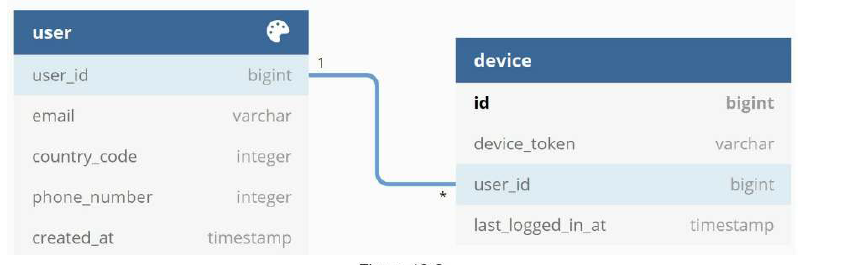 user
user_id bigint
email varchar
country_code integer
phone_number integer
created_at timestamp
1
*
device
id bigint
device_token varchar
user_id bigint
last_logged_in_at timestamp